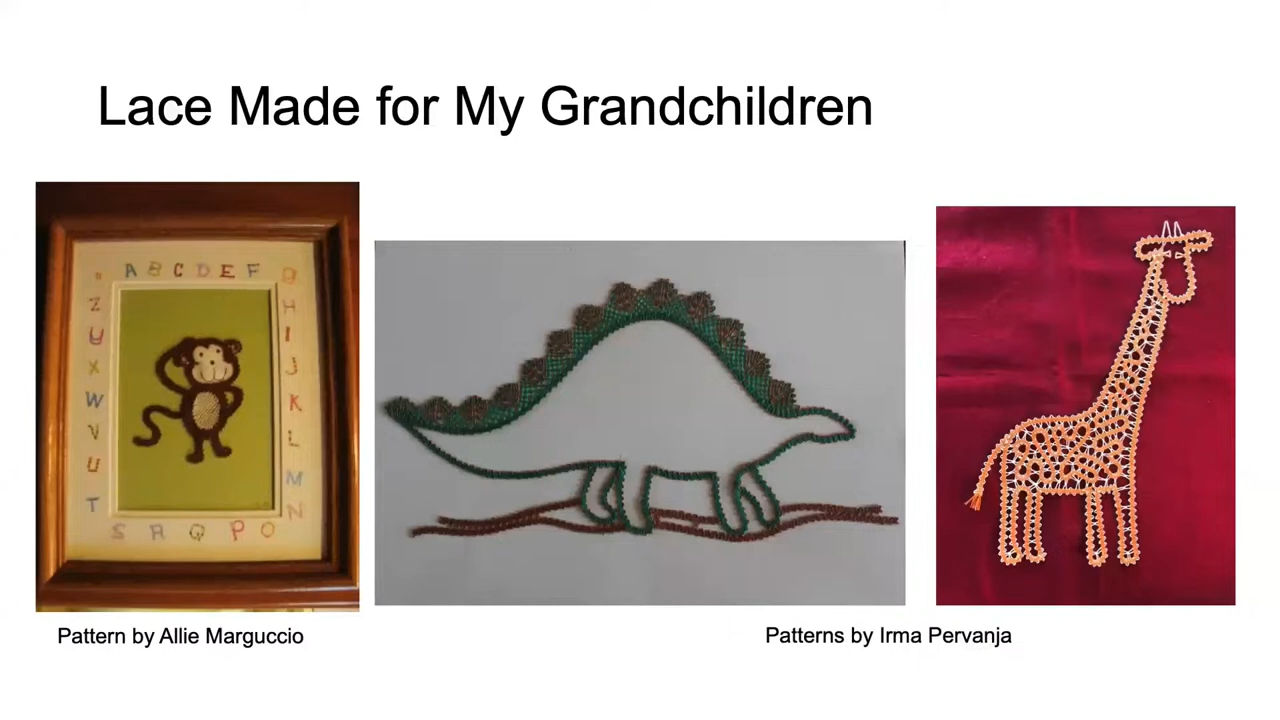 Lace Made for My Grandchildren
A B C D E F G
H
I
J
K
L
M
N
O P Q R S
T
U
V
W
X
Y
Z
Pattern by Allie Marguccio
Patterns by Irma Pervanja